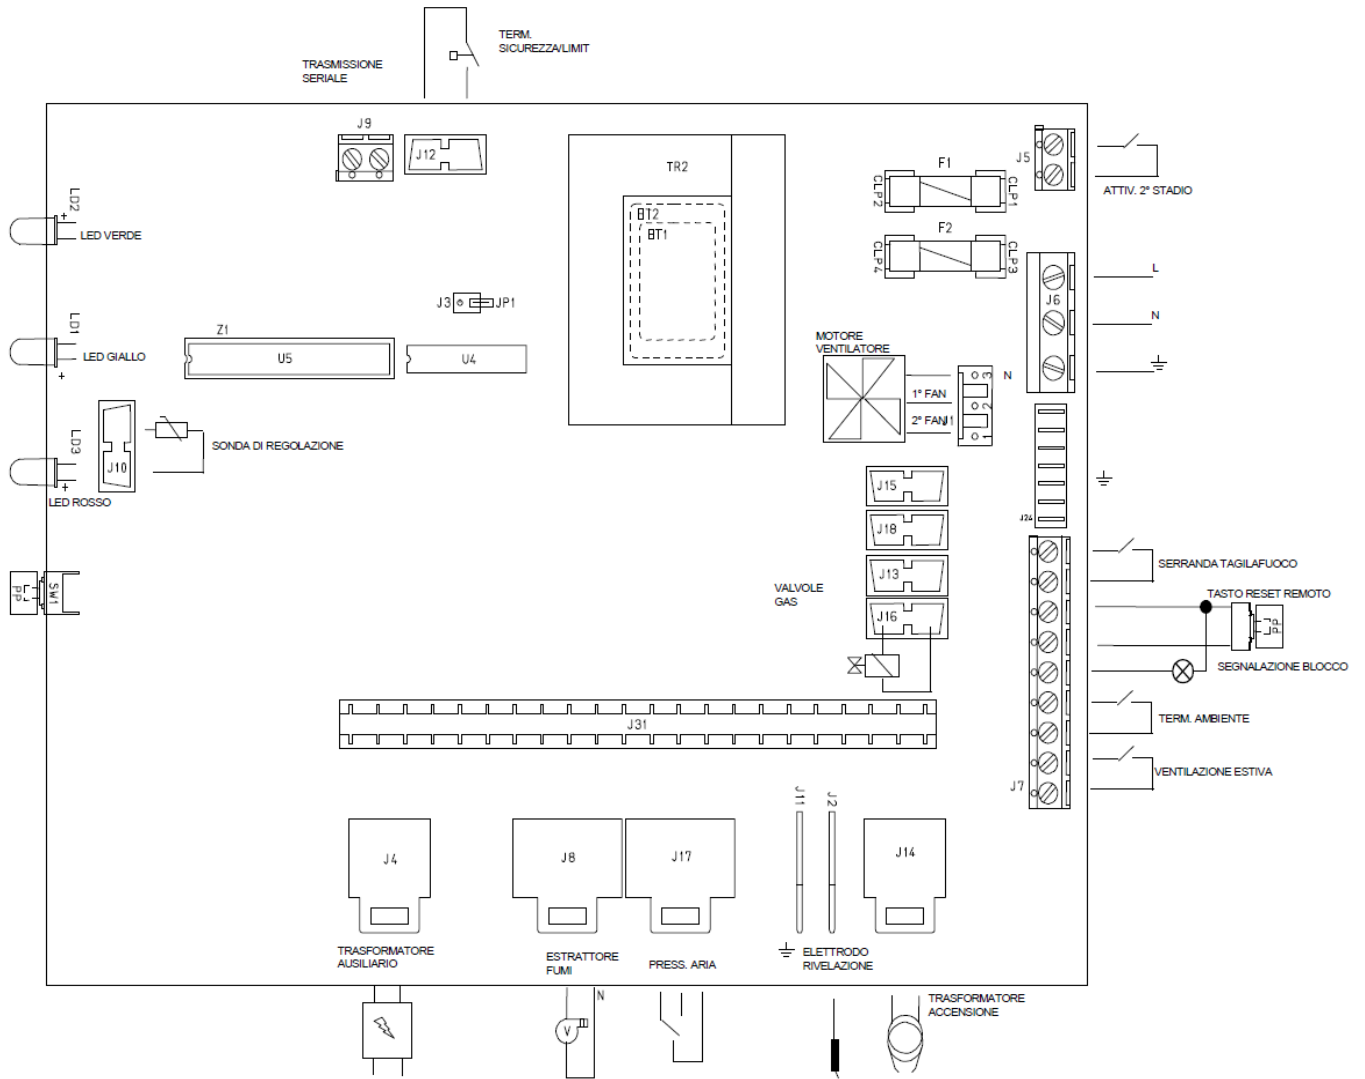 TERM.
SICUREZZA/LIMIT
TRASMISSIONE
SERIALE
J9
J12
TR2
BT2
BT1
F1
CLP2
CLP1
F2
CLP4
CLP3
J5
ATTIV. 2° STADIO
LD2
+
LED VERDE
L
J6
N
J3
JP1
LD1
LED GIALLO
+
Z1
U5
U4
MOTORE
VENTILATORE
1° FAN
2° FAN
J1
3
2
1
N
LD3
+
LED ROSSO
J10
SONDA DI REGOLAZIONE
J15
J18
J13
J16
VALVOLE
GAS
J24
SERRANDA TAGILAFUOCO
TASTO RESET REMOTO
PP
SEGNALAZIONE BLOCCO
TERM. AMBIENTE
VENTILAZIONE ESTIVA
J7
PP
SW1
J31
J4
J8
J17
J11
J2
J14
TRASFORMATORE
AUSILIARIO
ESTRATTORE
FUMI
N
V
PRESS. ARIA
ELETTRODO
RIVELAZIONE
TRASFORMATORE
ACCENSIONE